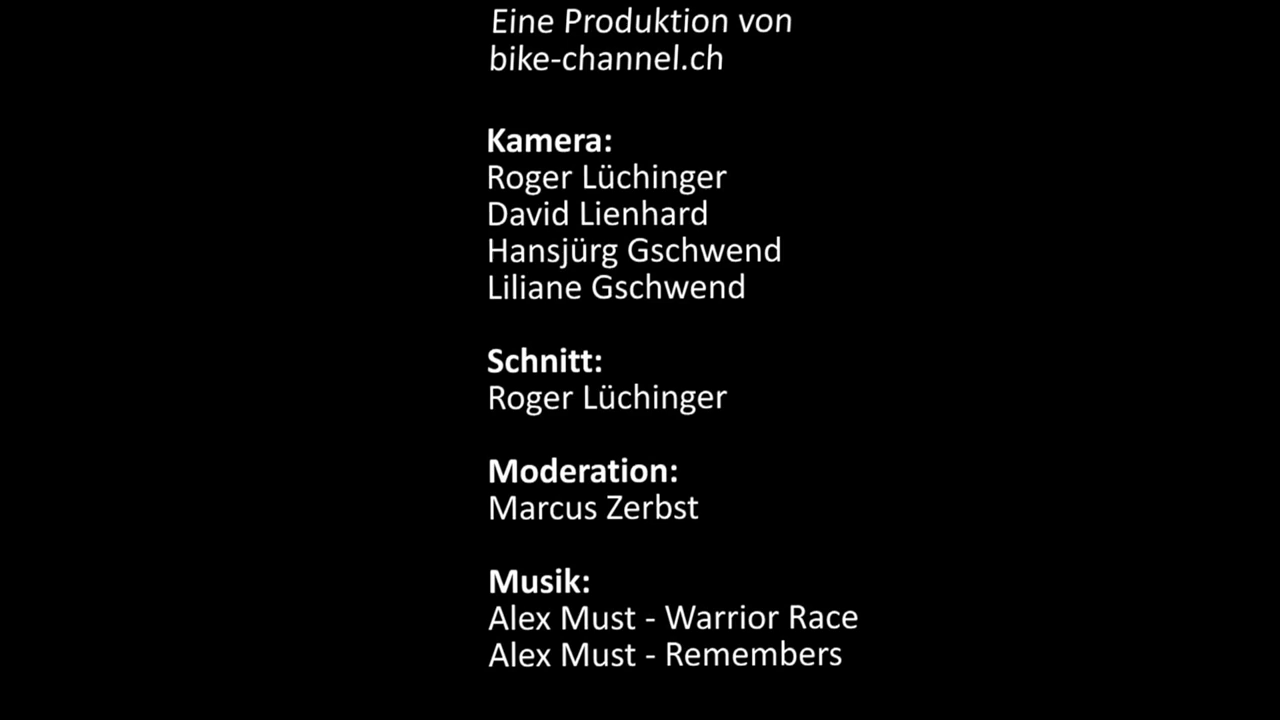 Eine Produktion von
bike-channel.ch
Kamera:
Roger Lüchinger
David Lienhard
Hansjürg Gschwend
Liliane Gschwend
Schnitt:
Roger Lüchinger
Moderation:
Marcus Zerbst
Musik:
Alex Must - Warrior Race
Alex Must - Remembers